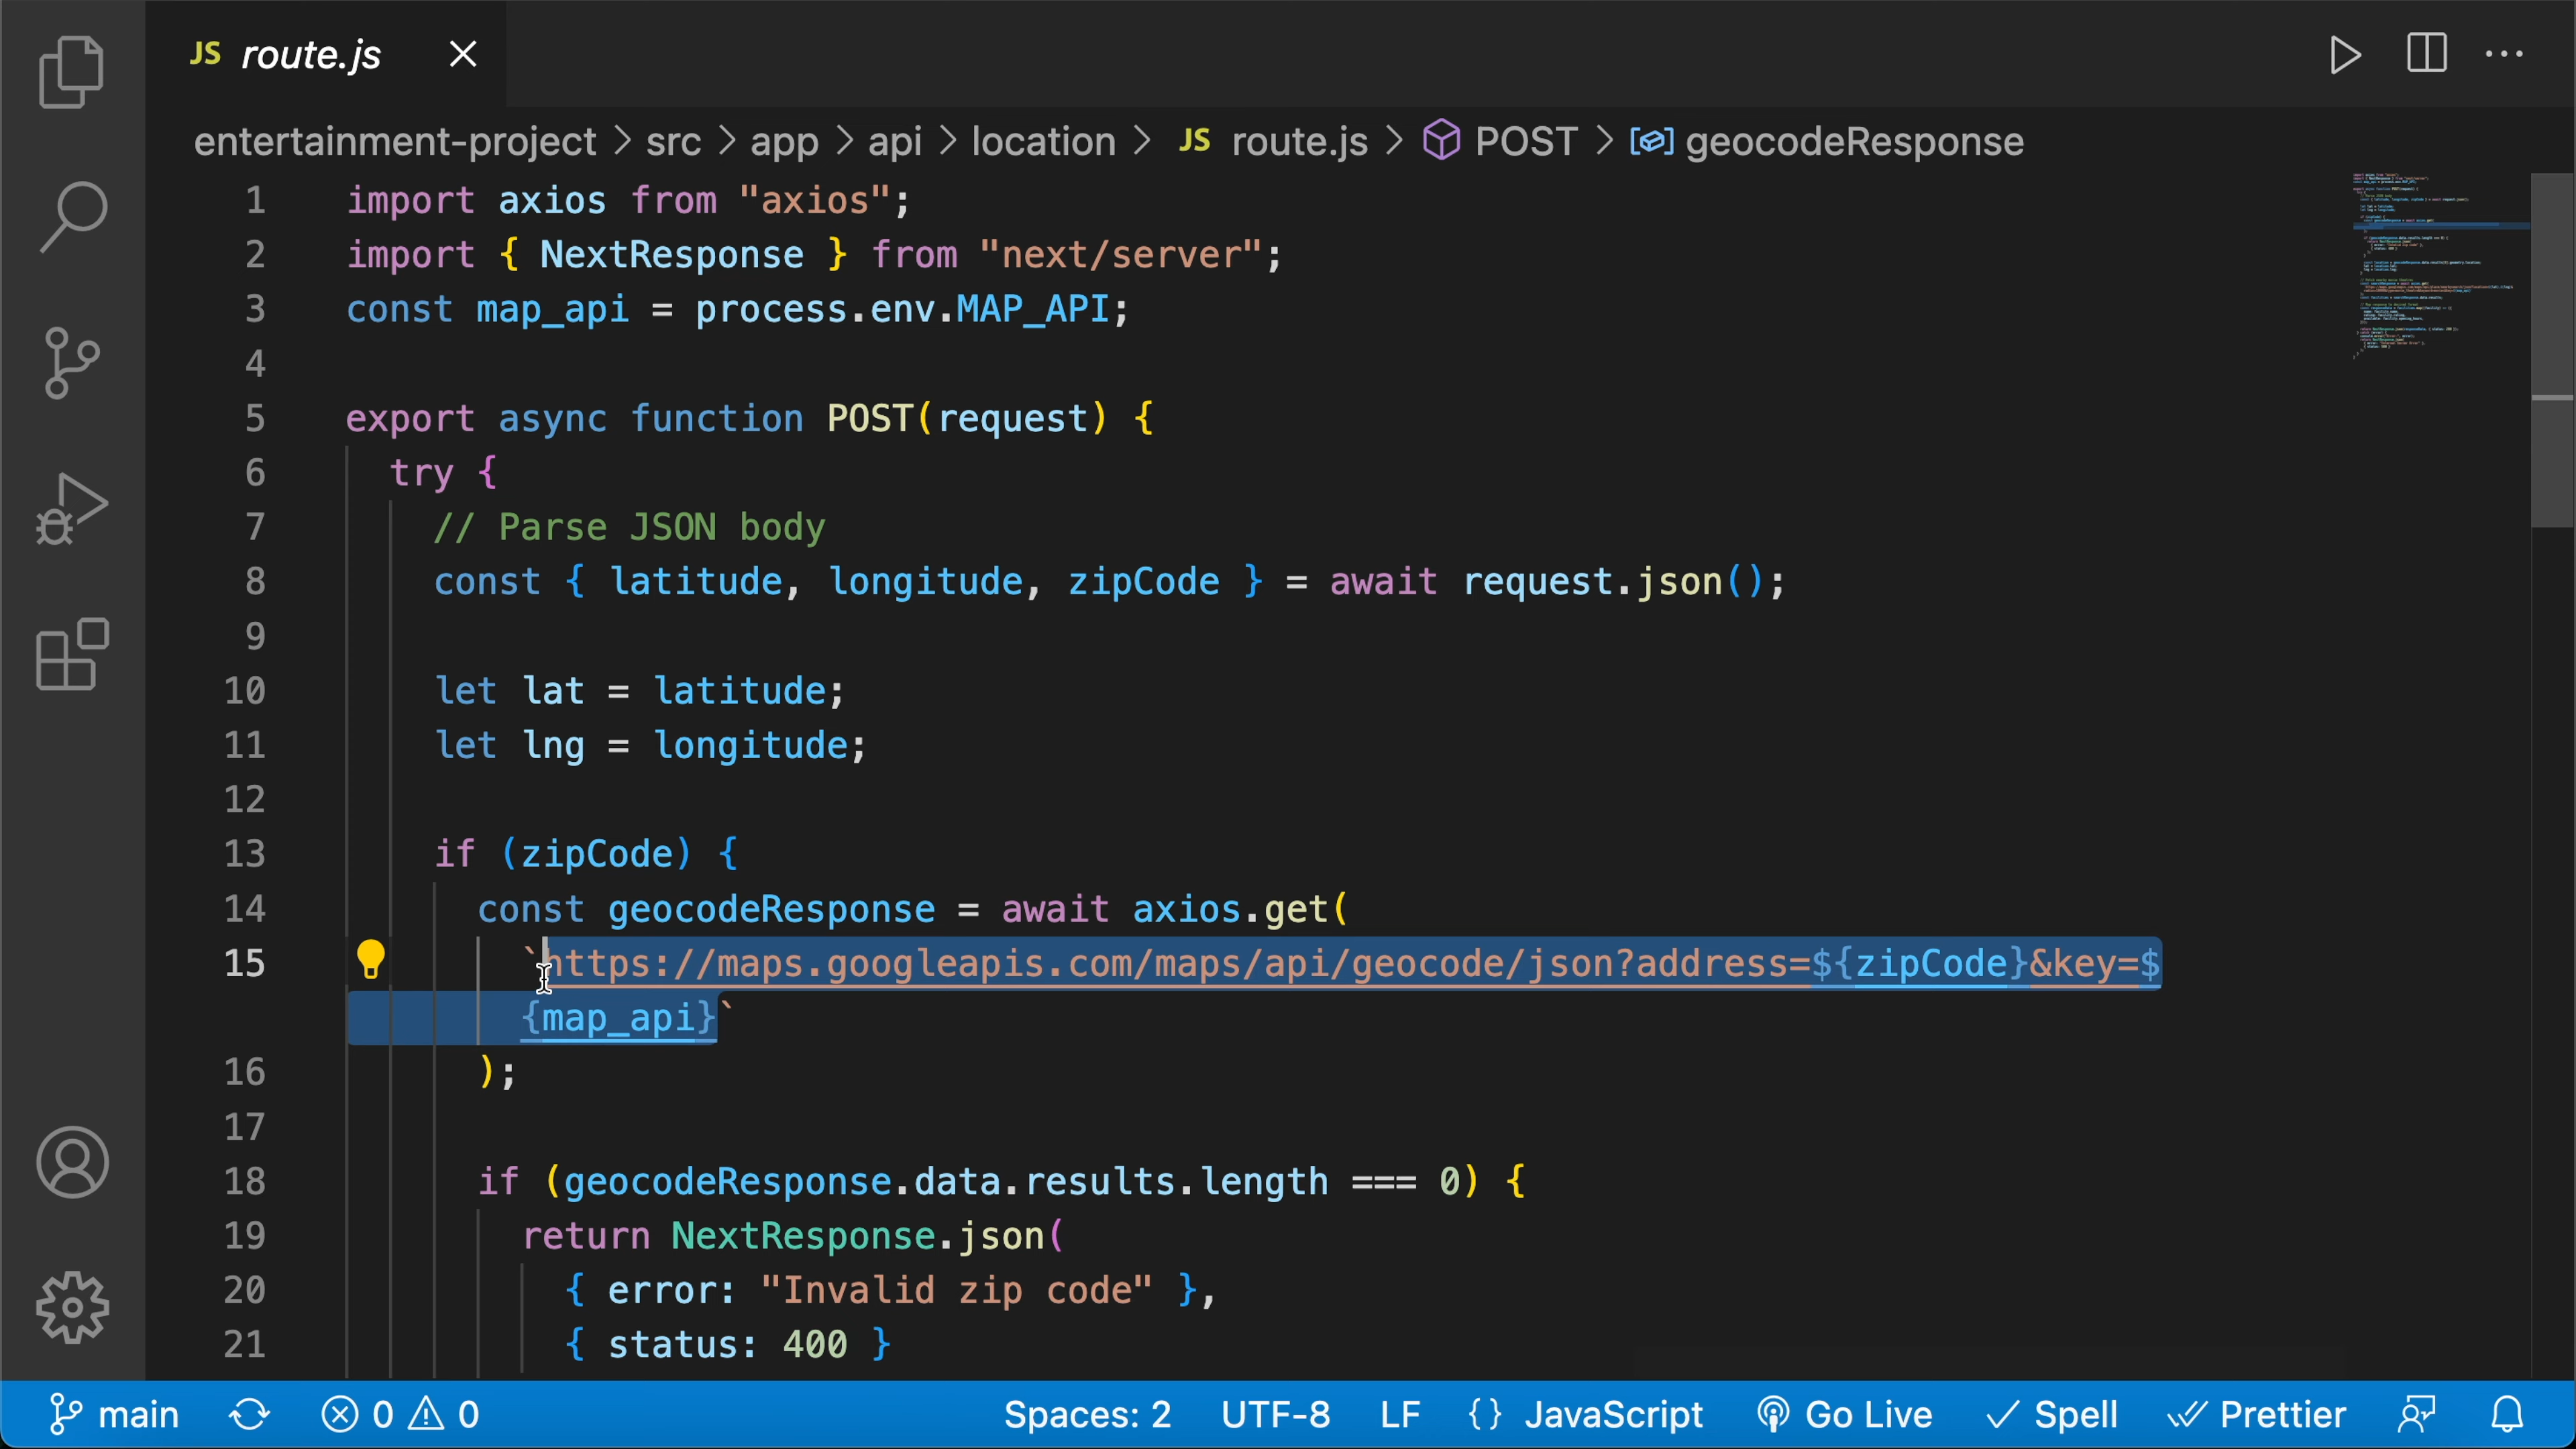 JS route.js
entertainment-project > src > app > api > location > JS route.js > POST > geocodeResponse
1 import axios from "axios";
2 import { NextResponse } from "next/server";
3 const map_api = process.env.MAP_API;
4
5 export async function POST(request) {
6 try {
7 // Parse JSON body
8 const { latitude, longitude, zipCode } = await request.json();
9
10 let lat = latitude;
11 let lng = longitude;
12
13 if (zipCode) {
14 const geocodeResponse = await axios.get(
15 `https://maps.googleapis.com/maps/api/geocode/json?address=${zipCode}&key=$
{map_api}`
16 );
17
18 if (geocodeResponse.data.results.length === 0) {
19 return NextResponse.json(
20 { error: "Invalid zip code" },
21 { status: 400 }
main 0 0 Spaces: 2 UTF-8 LF {} JavaScript Go Live Spell Prettier